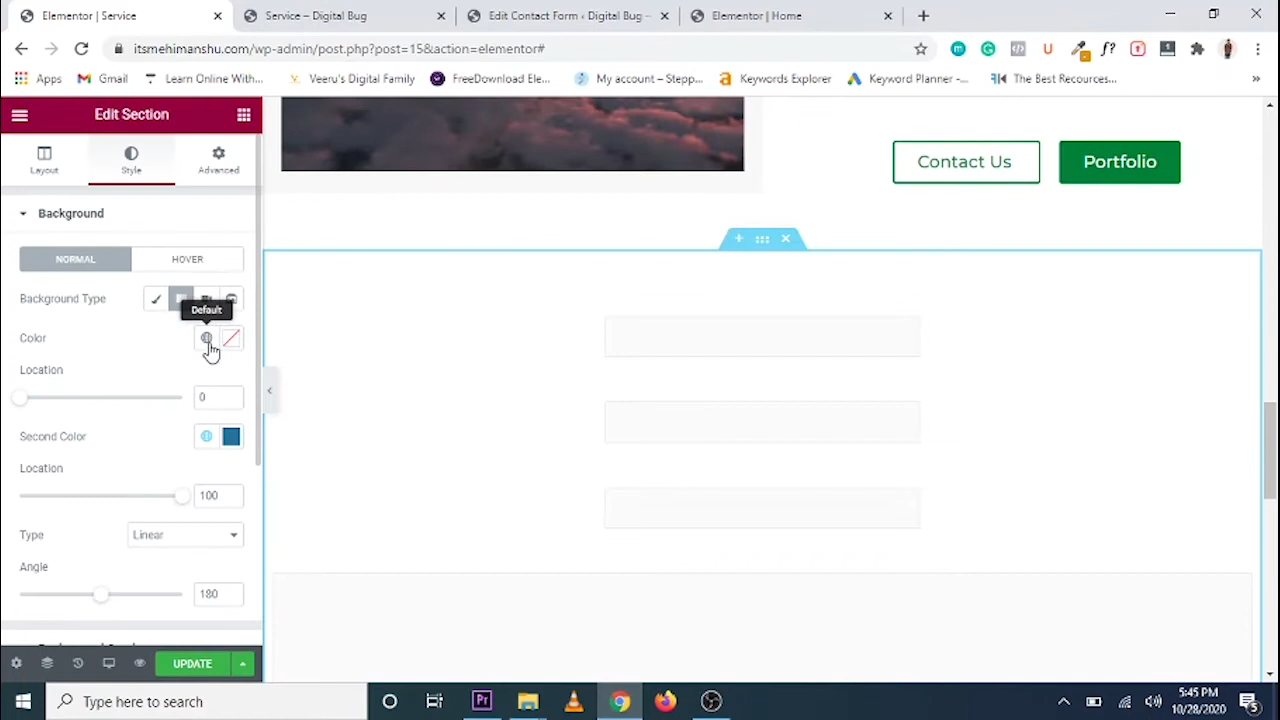 Elementor | Service
Service – Digital Bug
Edit Contact Form ‹ Digital Bug –
Elementor | Home
itsmehimanshu.com/wp-admin/post.php?post=15&action=elementor#
Apps
Gmail
Learn Online With...
Veeru's Digital Family
FreeDownload Ele...
My account – Stepp...
Keywords Explorer
Keyword Planner -...
The Best Recources...
»
Edit Section
Layout
Style
Advanced
Contact Us
Portfolio
Background
NORMAL
HOVER
Background Type
Default
Color
Location
0
Second Color
Location
100
Type
Linear
Angle
180
UPDATE
Type here to search
5:45 PM
10/28/2020
5